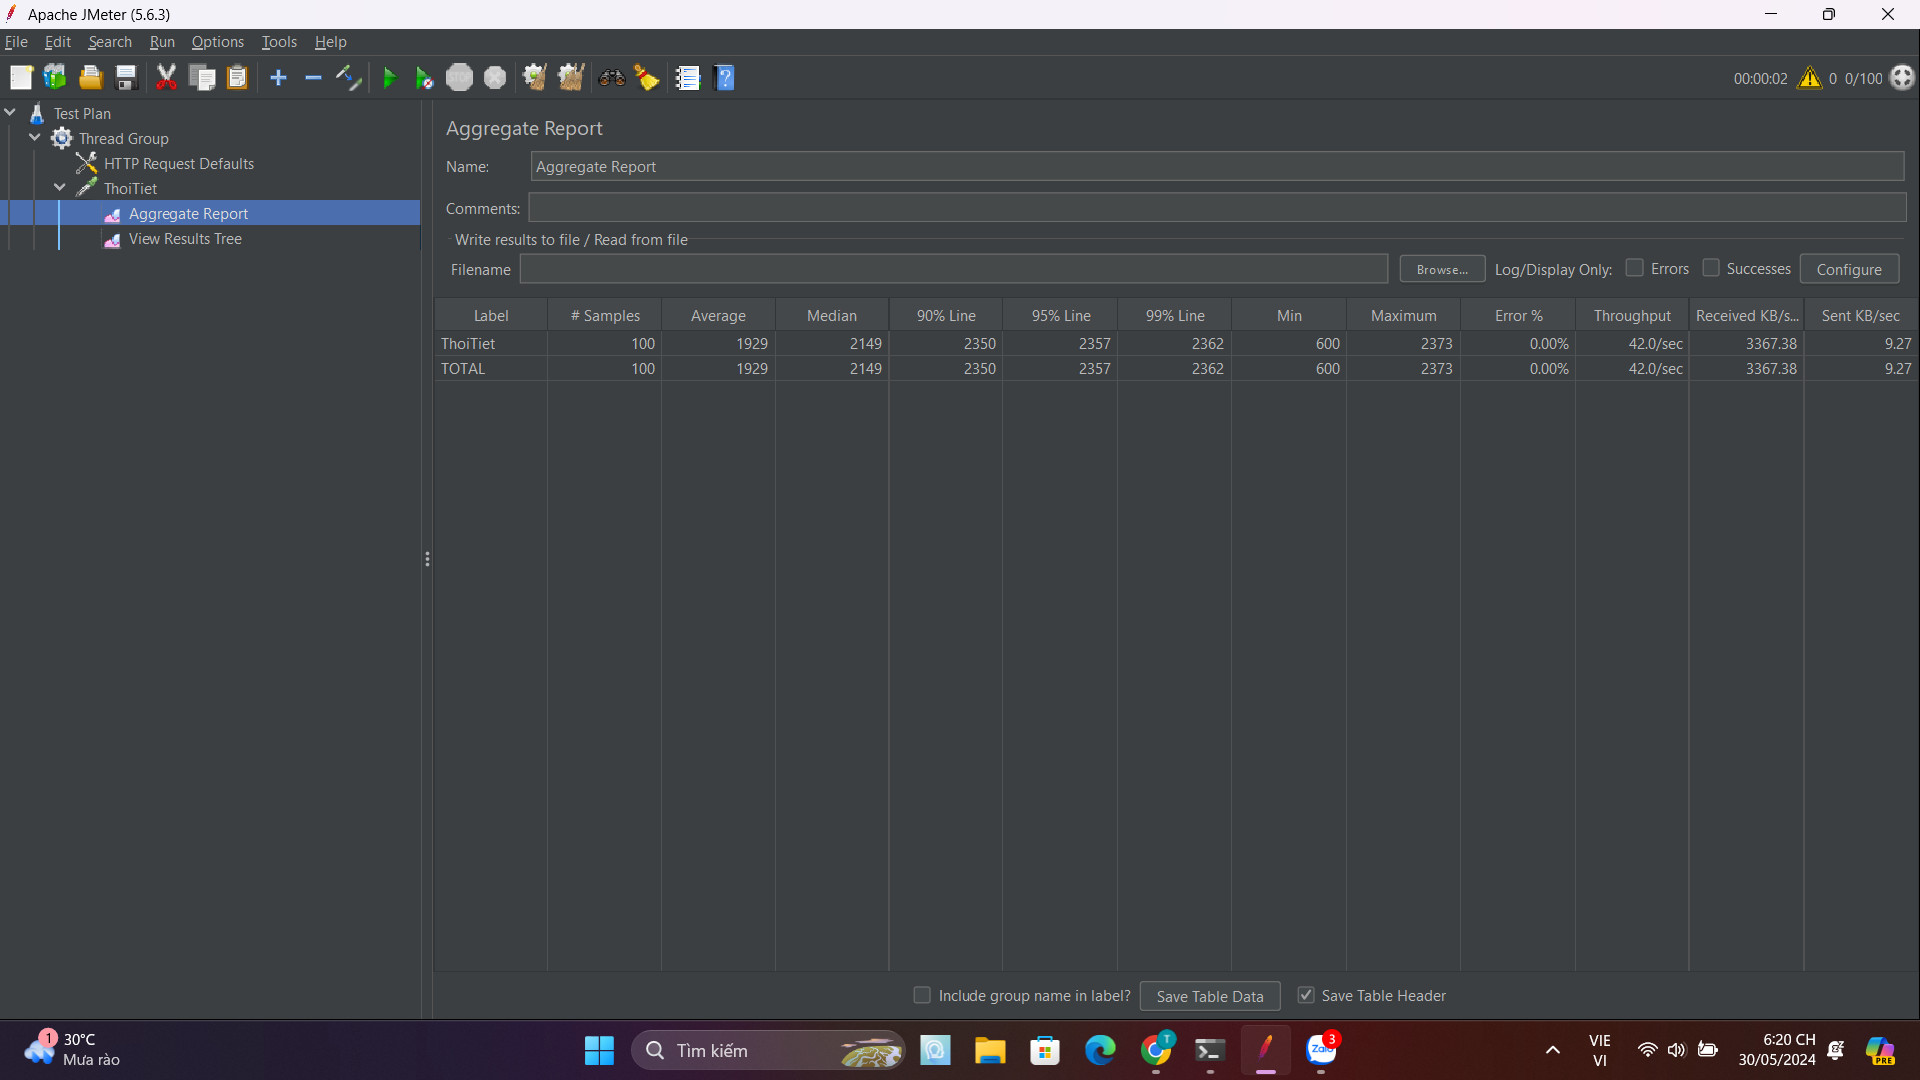 Apache JMeter (5.6.3)
File Edit Search Run Options Tools Help
STOP
00:00:02 0 0/100
Test Plan
Thread Group
HTTP Request Defaults
ThoiTiet
Aggregate Report
View Results Tree
Aggregate Report
Name: Aggregate Report
Comments:
Write results to file / Read from file
Filename Browse... Log/Display Only: Errors Successes Configure
Label # Samples Average Median 90% Line 95% Line 99% Line Min Maximum Error % Throughput Received KB/s... Sent KB/sec
ThoiTiet 100 1929 2149 2350 2357 2362 600 2373 0.00% 42.0/sec 3367.38 9.27
TOTAL 100 1929 2149 2350 2357 2362 600 2373 0.00% 42.0/sec 3367.38 9.27
Include group name in label? Save Table Data Save Table Header
1 30°C
Mưa rào
Tìm kiếm
T
Zalo 3
VIE
VI
6:20 CH
30/05/2024
PRE